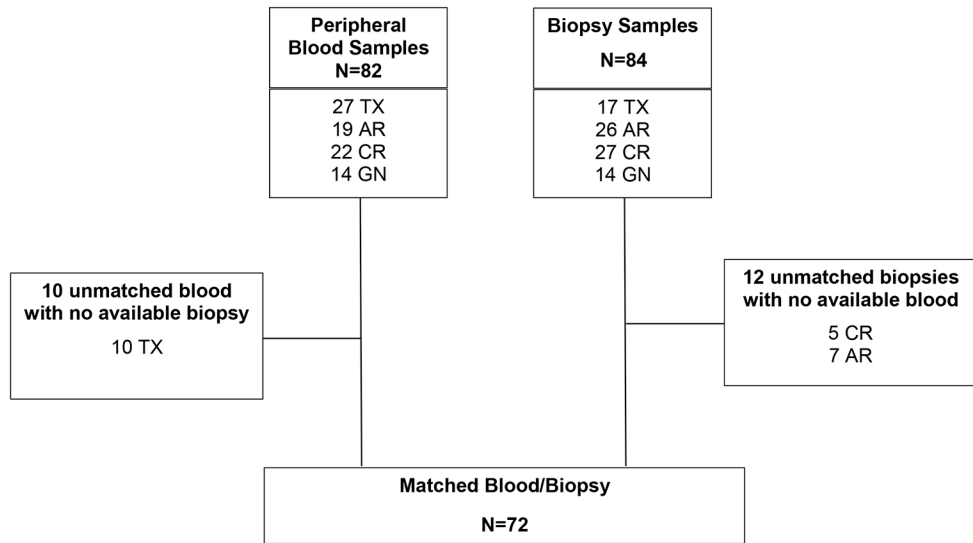 Peripheral
Blood Samples
N=82
27 TX
19 AR
22 CR
14 GN
Biopsy Samples
N=84
17 TX
26 AR
27 CR
14 GN
10 unmatched blood
with no available biopsy
10 TX
12 unmatched biopsies
with no available blood
5 CR
7 AR
Matched Blood/Biopsy
N=72